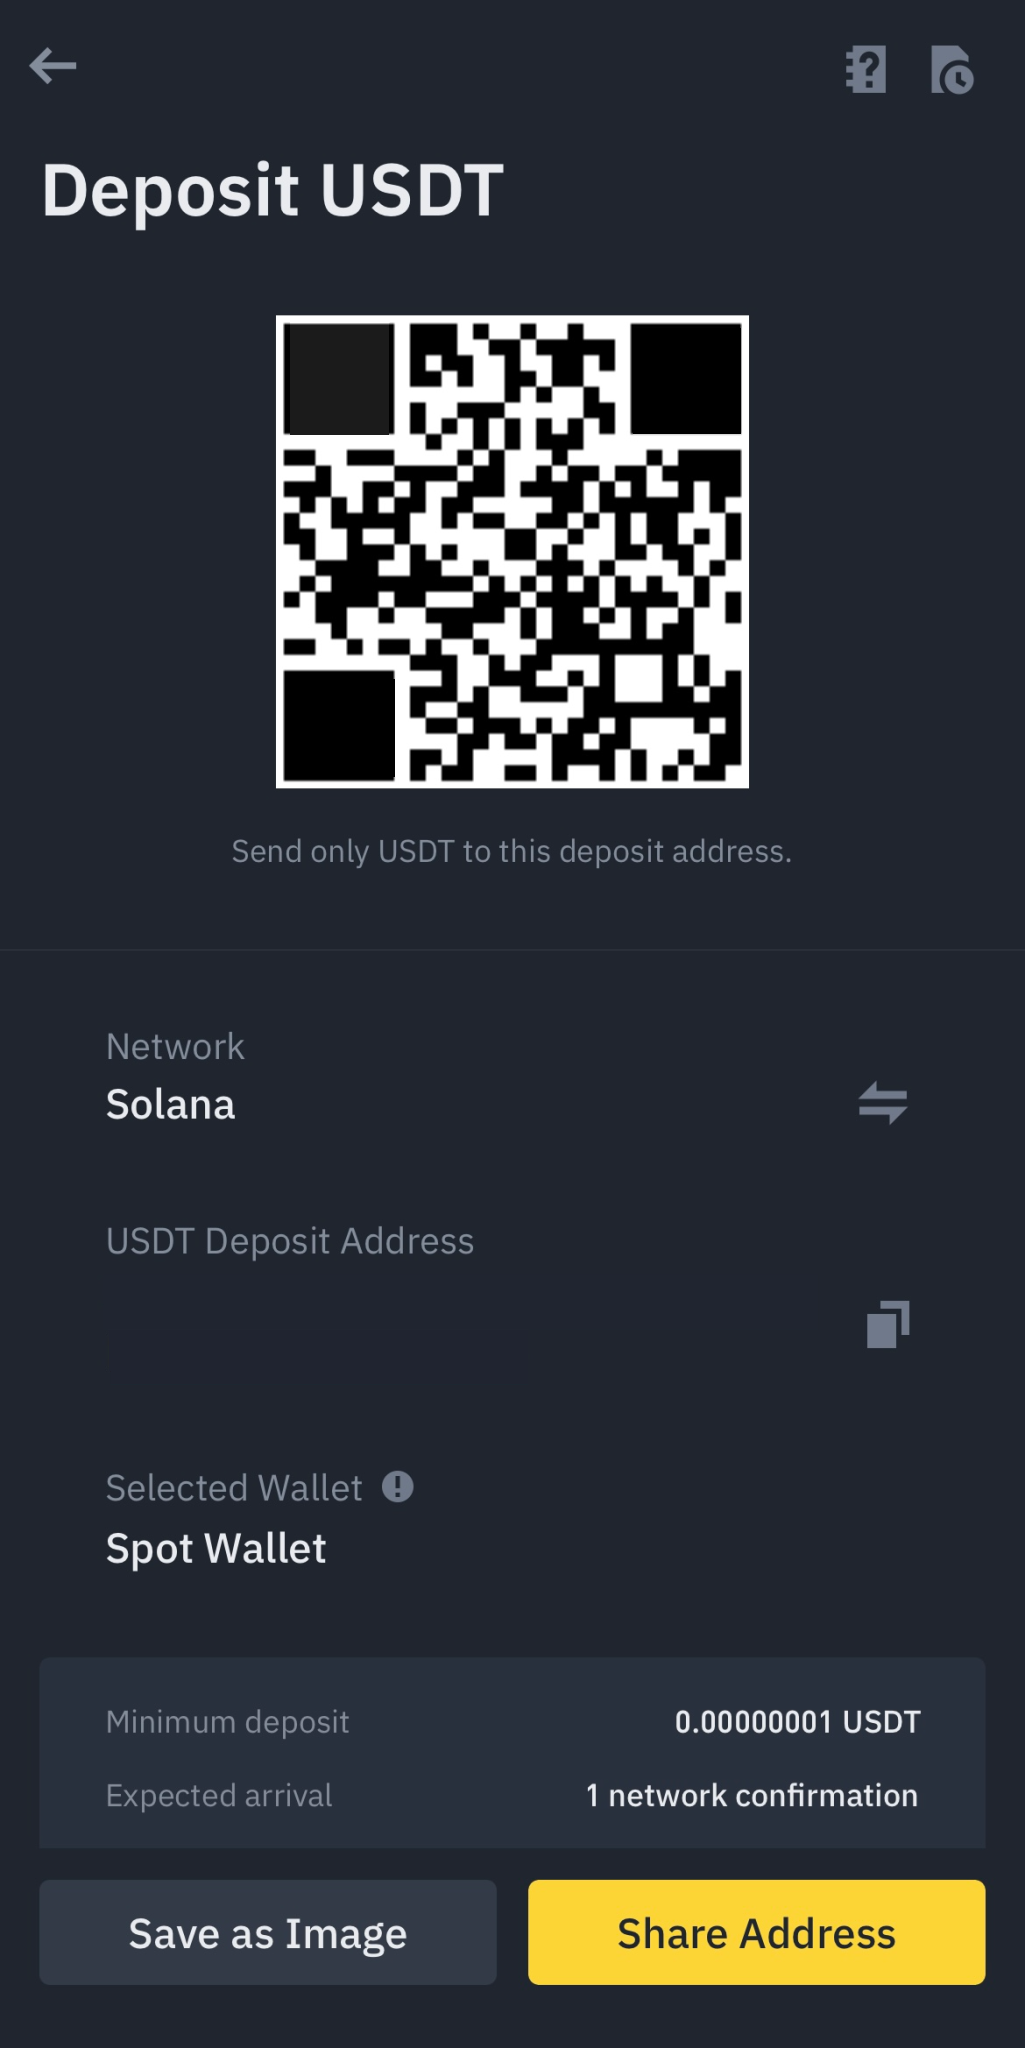 Deposit USDT
Send only USDT to this deposit address.
Network
Solana
USDT Deposit Address
Selected Wallet
Spot Wallet
Minimum deposit 0.00000001 USDT
Expected arrival 1 network confirmation
Save as Image Share Address